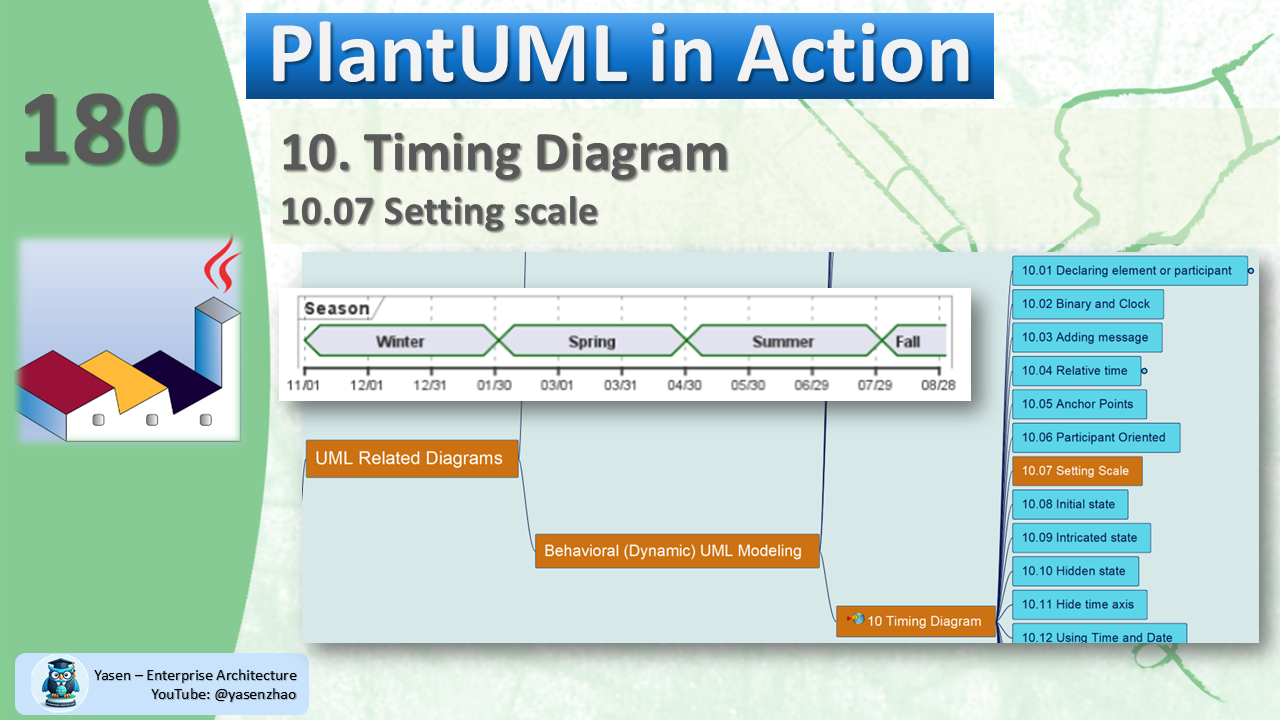 PlantUML in Action
180
10. Timing Diagram
10.07 Setting scale
Season
Winter
Spring
Summer
Fall
11/01 12/01 12/31 01/30 03/01 03/31 04/30 05/30 06/29 07/29 08/28
10.01 Declaring element or participant
10.02 Binary and Clock
10.03 Adding message
10.04 Relative time
10.05 Anchor Points
10.06 Participant Oriented
10.07 Setting Scale
10.08 Initial state
10.09 Intricated state
10.10 Hidden state
10.11 Hide time axis
10.12 Using Time and Date
UML Related Diagrams
Behavioral (Dynamic) UML Modeling
10 Timing Diagram
Yasen – Enterprise Architecture
YouTube: @yasenzhao